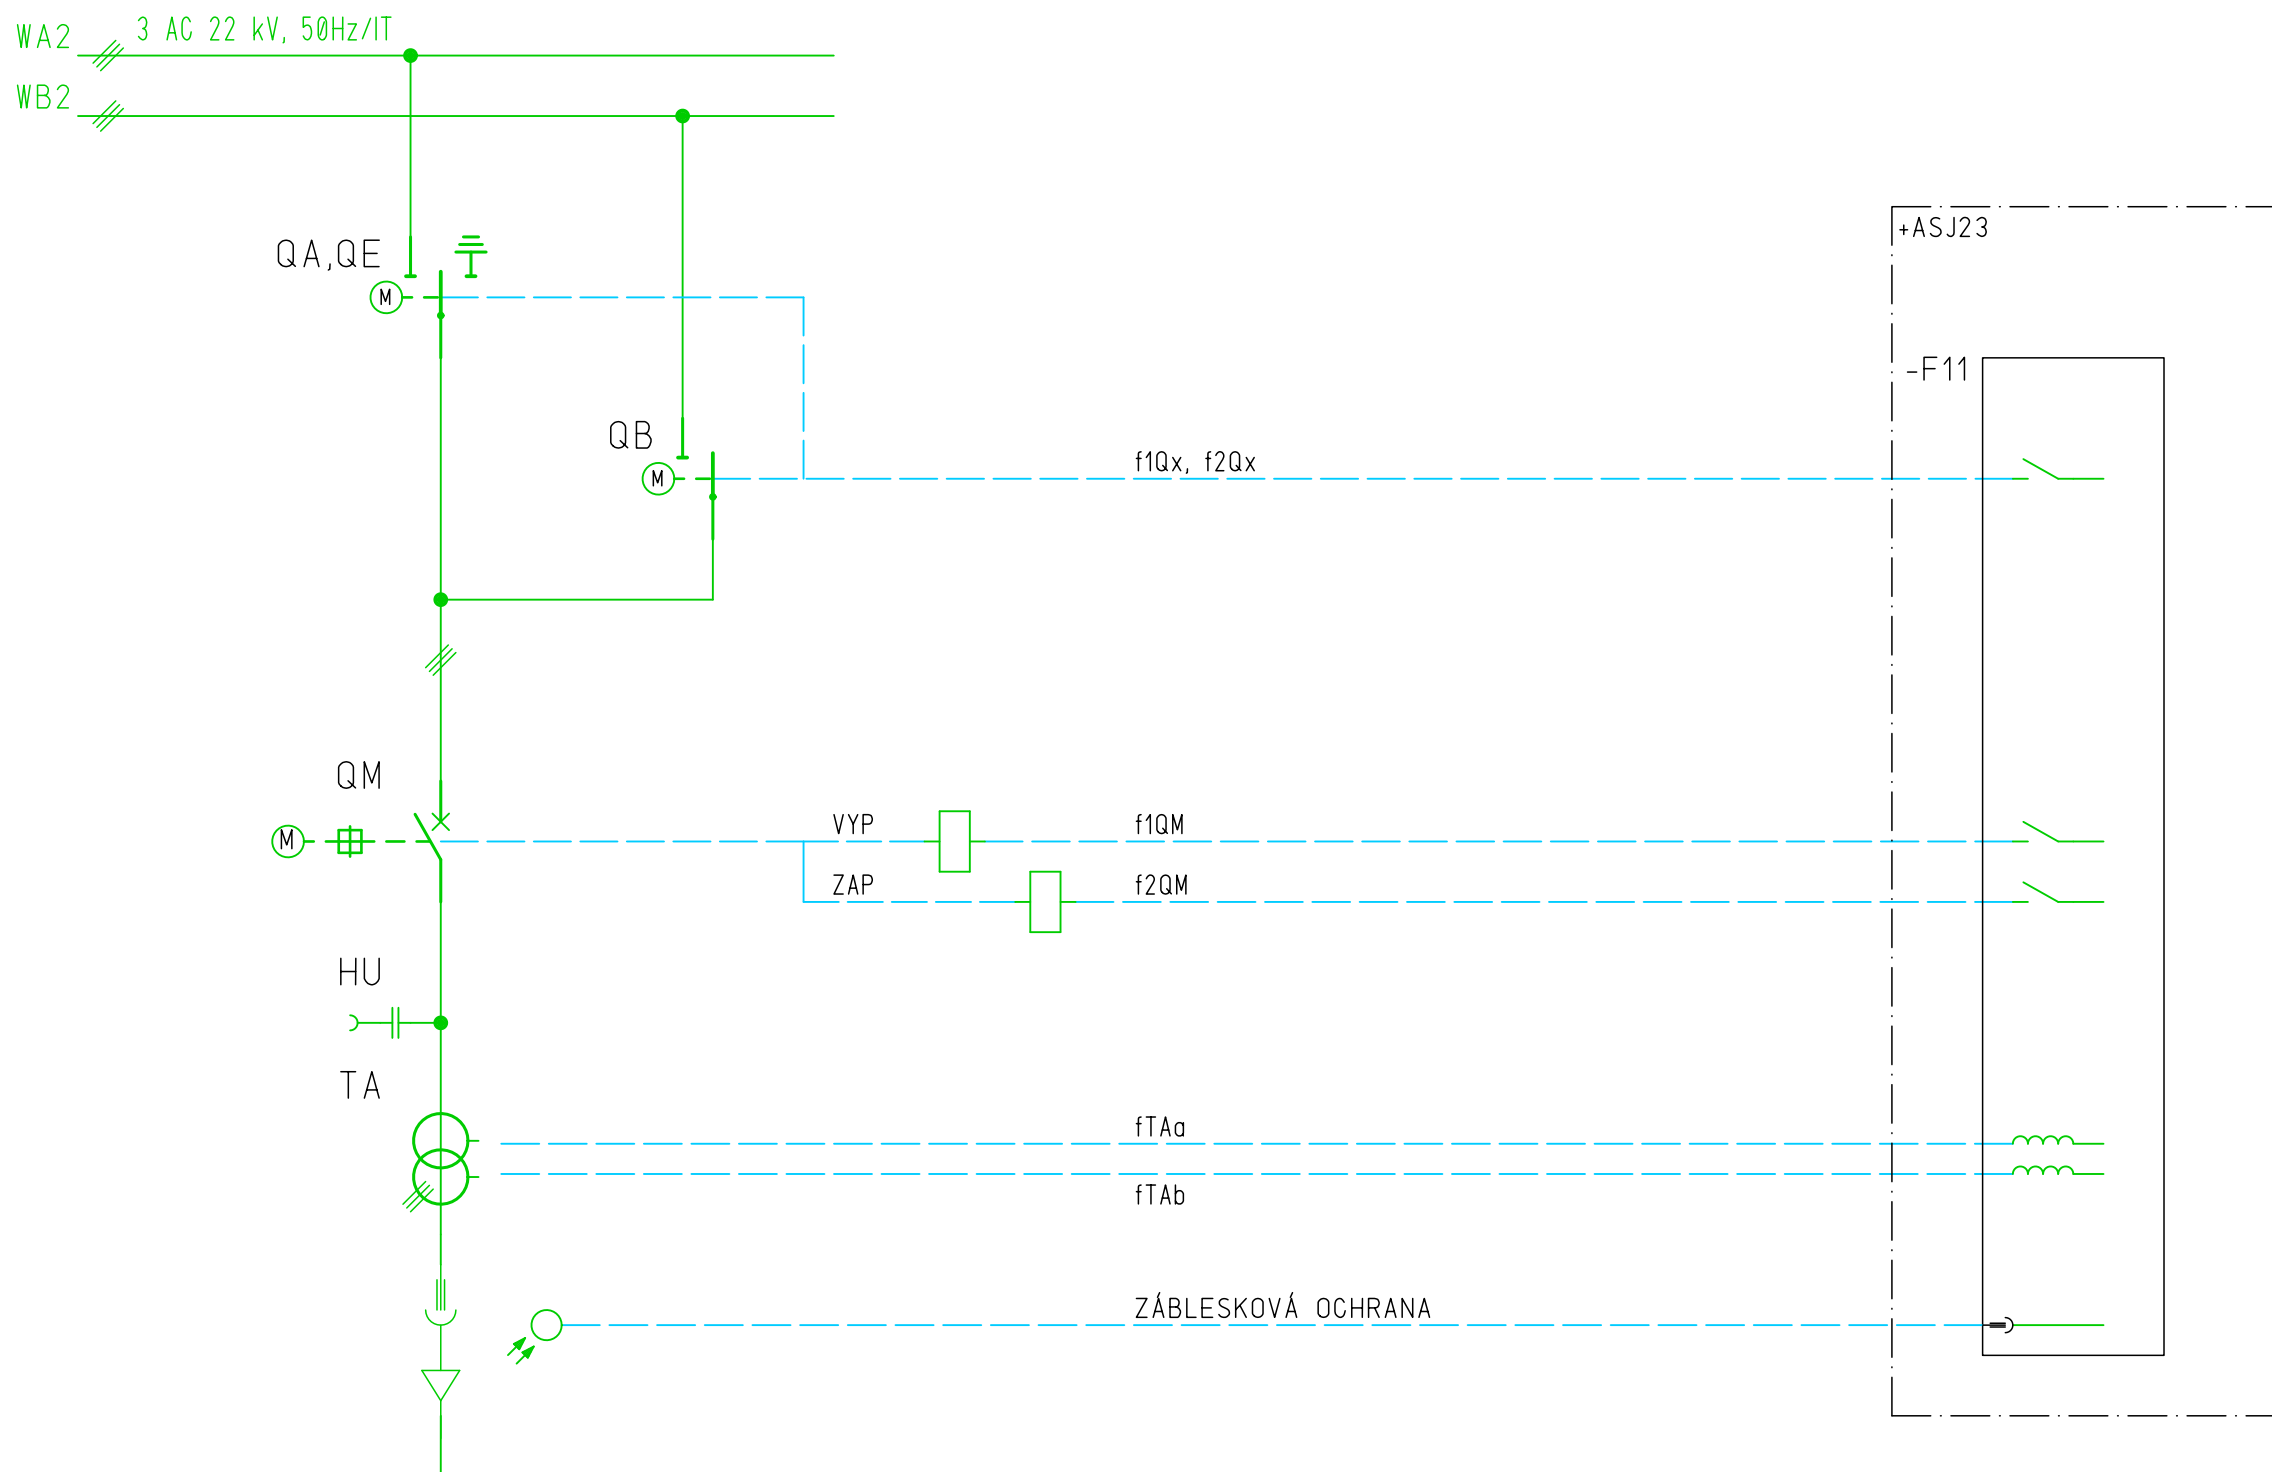 WA2 3 AC 22 kV, 50Hz/IT
WB2
+ASJ23
QA,QE
M
-F11
QB
M
f1Qx, f2Qx
QM
M
VYP f1QM
ZAP f2QM
HU
TA
fTAa
fTAb
ZÁBLESKOVÁ OCHRANA